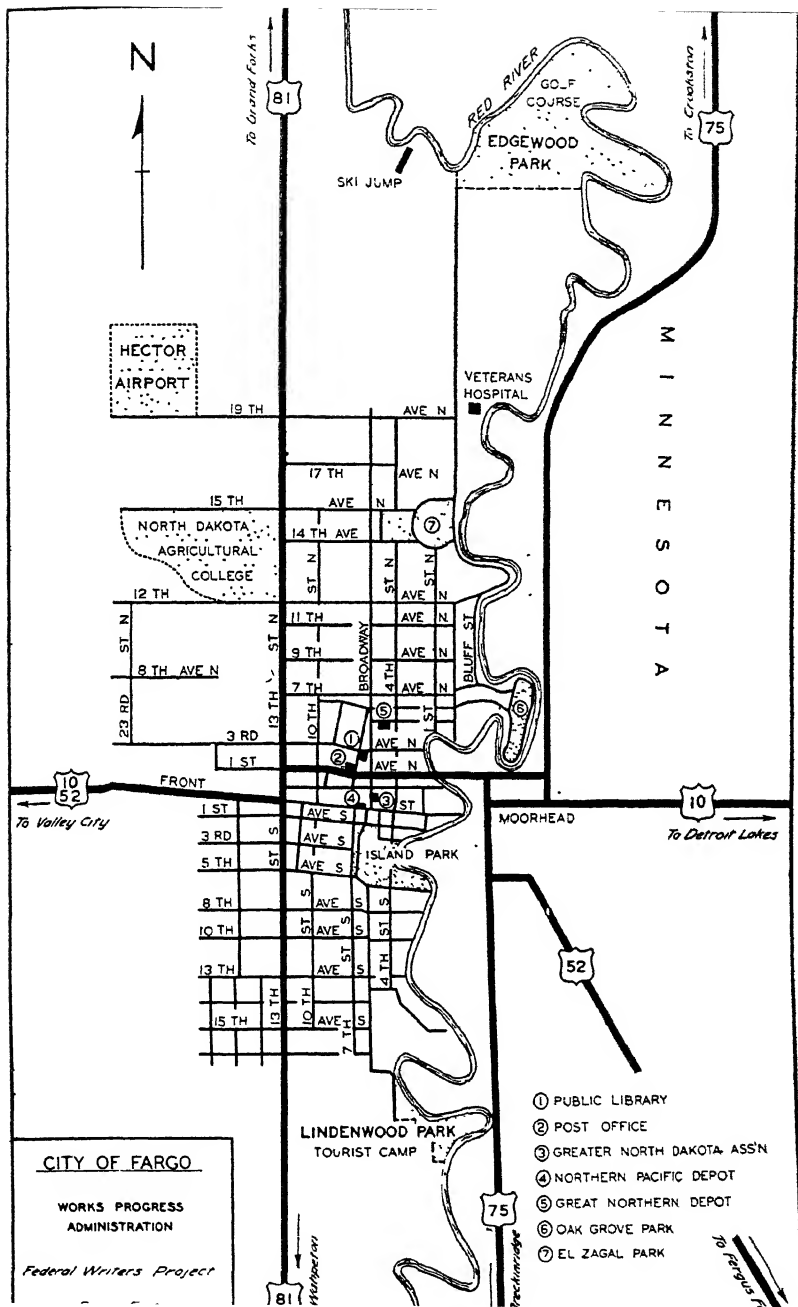 N
To Grand Forks
81
RED RIVER
GOLF
COURSE
EDGEWOOD
PARK
SKI JUMP
To Crookston
75
HECTOR
AIRPORT
VETERANS
HOSPITAL
MINNESOTA
19 TH AVE N
17 TH AVE N
15 TH AVE N
NORTH DAKOTA
AGRICULTURAL
COLLEGE
14 TH AVE
7
ST N
ST N
ST N
12 TH AVE N
11 TH AVE N
ST N
ST N
BROADWAY
BLUFF ST
9 TH AVE N
8 TH AVE N
4 TH
7 TH AVE N
23 RD
13 TH
10 TH
5
1 ST
6
1
3 RD AVE N
2
1 ST AVE N
FRONT ST
10
52
To Valley City
4
3
10
MOORHEAD
To Detroit Lakes
1 ST AVE S
3 RD AVE S
ISLAND PARK
5 TH AVE S
ST S
8 TH AVE S
ST S
ST S
ST S
10 TH AVE S
13 TH AVE S
4 TH
52
13 TH
10 TH
15 TH AVE S
7 TH
LINDENWOOD PARK
TOURIST CAMP
1 PUBLIC LIBRARY
2 POST OFFICE
3 GREATER NORTH DAKOTA ASS'N
4 NORTHERN PACIFIC DEPOT
5 GREAT NORTHERN DEPOT
6 OAK GROVE PARK
7 EL ZAGAL PARK
CITY OF FARGO
WORKS PROGRESS
ADMINISTRATION
Federal Writers Project
81
75
To Fergus F